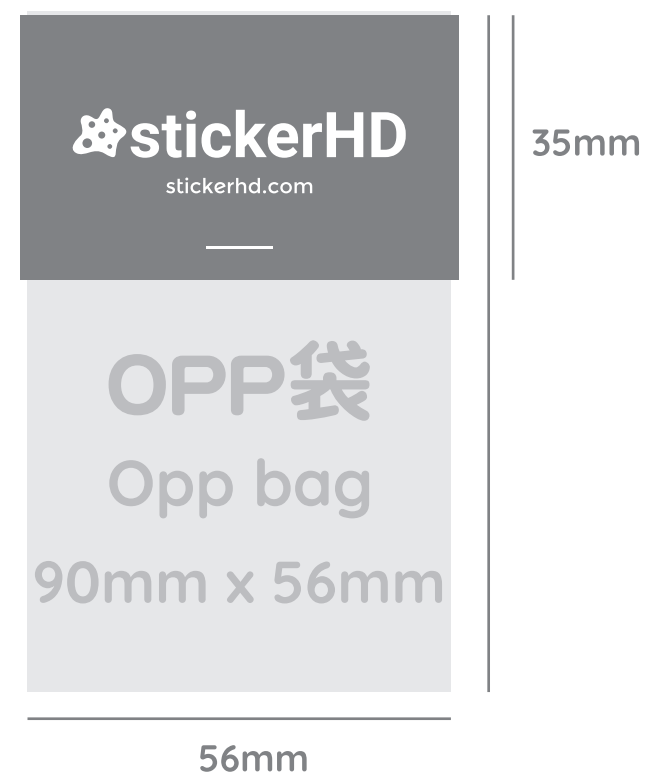 stickerHD
stickerhd.com
35mm
OPP袋
Opp bag
90mm x 56mm
56mm